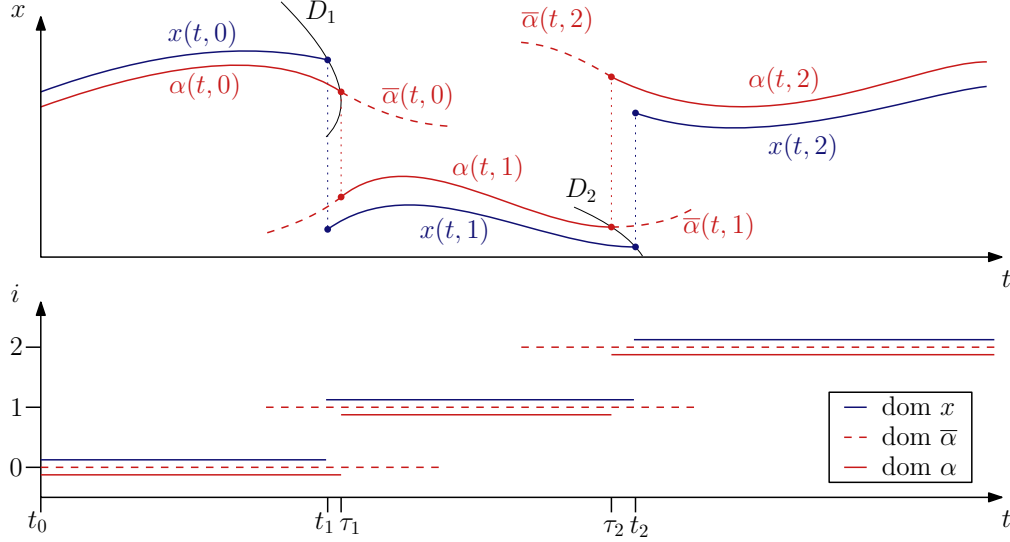 x
D₁
x(t, 0)
α(t, 0)
α̅(t, 0)
α̅(t, 2)
α(t, 2)
x(t, 2)
α(t, 1)
x(t, 1)
D₂
α̅(t, 1)
t
i
2
1
0
dom x
dom α̅
dom α
t₀
t₁
τ₁
τ₂
t₂
t